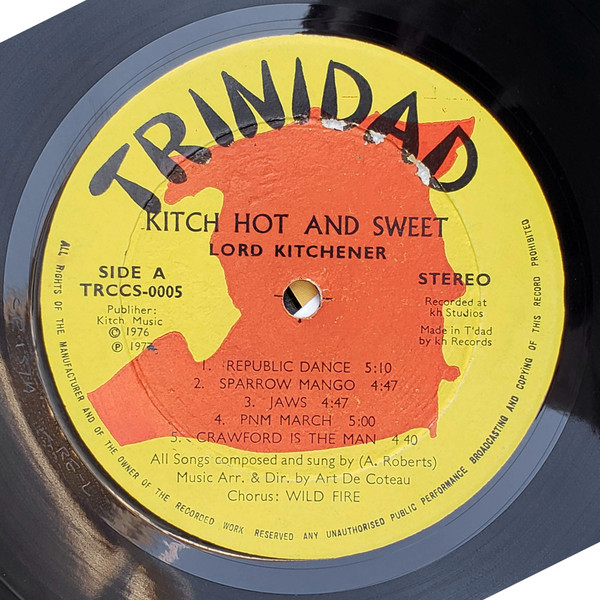 TRINIDAD
KITCH HOT AND SWEET
LORD KITCHENER
SIDE A
TRCCS-0005
Publiher:
Kitch Music
© 1976
℗ 1977
STEREO
Recorded at
kh Studios
Made in T'dad
by kh Records
1. REPUBLIC DANCE 5:10
2. SPARROW MANGO 4:47
3. JAWS 4:47
4. PNM MARCH 5:00
5. CRAWFORD IS THE MAN 4 40
All Songs composed and sung by (A. Roberts)
Music Arr. & Dir. by Art De Coteau
Chorus: WILD FIRE
ALL RIGHTS OF THE MANUFACTURER AND OF THE OWNER OF THE RECORDED WORK RESERVED ANY UNAUTHORISED PUBLIC PERFORMANCE BROADCASTING AND COPYING OF THIS RECORD PROHIBITED